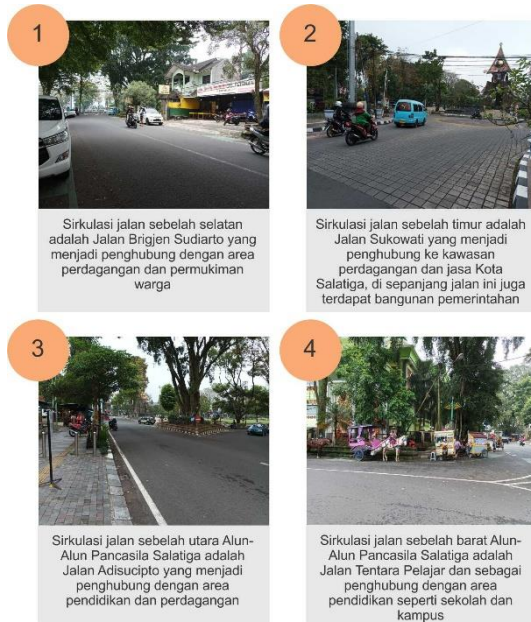 1
Sirkulasi jalan sebelah selatan
adalah Jalan Brigjen Sudiarto yang
menjadi penghubung dengan area
perdagangan dan permukiman
warga
2
Sirkulasi jalan sebelah timur adalah
Jalan Sukowati yang menjadi
penghubung ke kawasan
perdagangan dan jasa Kota
Salatiga, di sepanjang jalan ini juga
terdapat bangunan pemerintahan
3
Sirkulasi jalan sebelah utara Alun-
Alun Pancasila Salatiga adalah
Jalan Adisucipto yang menjadi
penghubung dengan area
pendidikan dan perdagangan
4
Sirkulasi jalan sebelah barat Alun-
Alun Pancasila Salatiga adalah
Jalan Tentara Pelajar dan sebagai
penghubung dengan area
pendidikan seperti sekolah dan
kampus